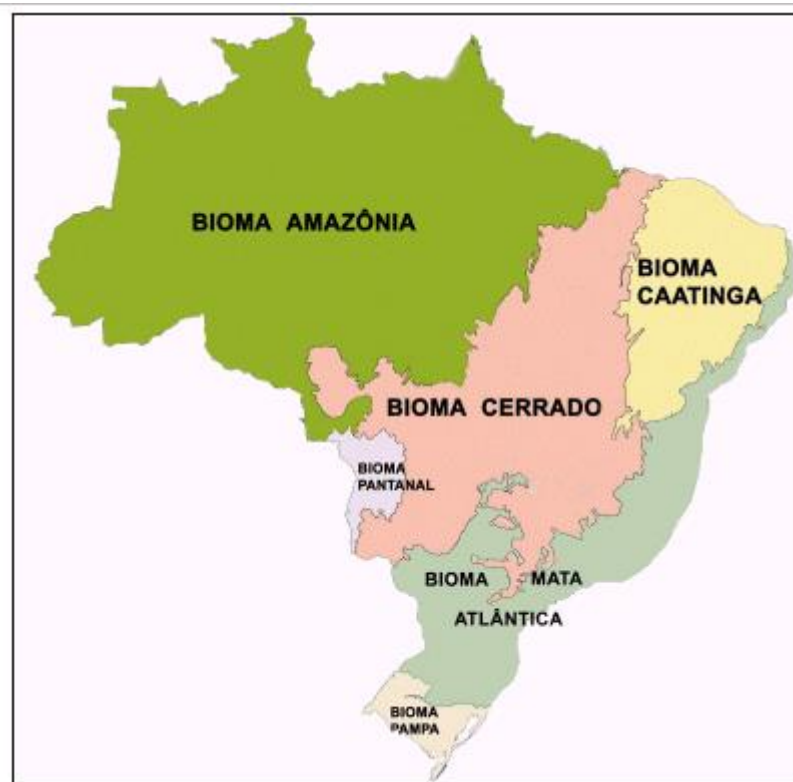 BIOMA AMAZÔNIA
BIOMA
CAATINGA
BIOMA CERRADO
BIOMA
PANTANAL
BIOMA MATA
ATLÂNTICA
BIOMA
PAMPA